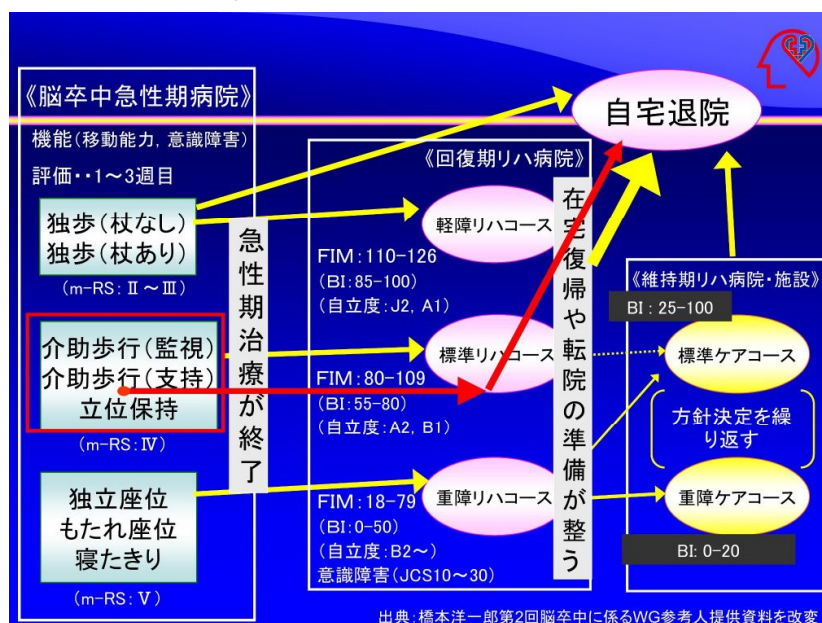 《脳卒中急性期病院》
機能(移動能力, 意識障害)
評価・・1～3週目
独歩(杖なし)
独歩(杖あり)
(m-RS:Ⅱ～Ⅲ)
介助歩行(監視)
介助歩行(支持)
立位保持
(m-RS:Ⅳ)
独立座位
もたれ座位
寝たきり
(m-RS:Ⅴ)
急性期治療が終了
《回復期リハ病院》
軽障リハコース
FIM:110-126
(BI:85-100)
(自立度:J2, A1)
標準リハコース
FIM:80-109
(BI:55-80)
(自立度:A2, B1)
重障リハコース
FIM:18-79
(BI:0-50)
(自立度:B2～)
意識障害(JCS10～30)
在宅復帰や転院の準備が整う
自宅退院
《維持期リハ病院・施設》
BI : 25-100
標準ケアコース
方針決定を繰
り返す
重障ケアコース
BI: 0-20
出典:橋本洋一郎第2回脳卒中に係るWG参考人提供資料を改変